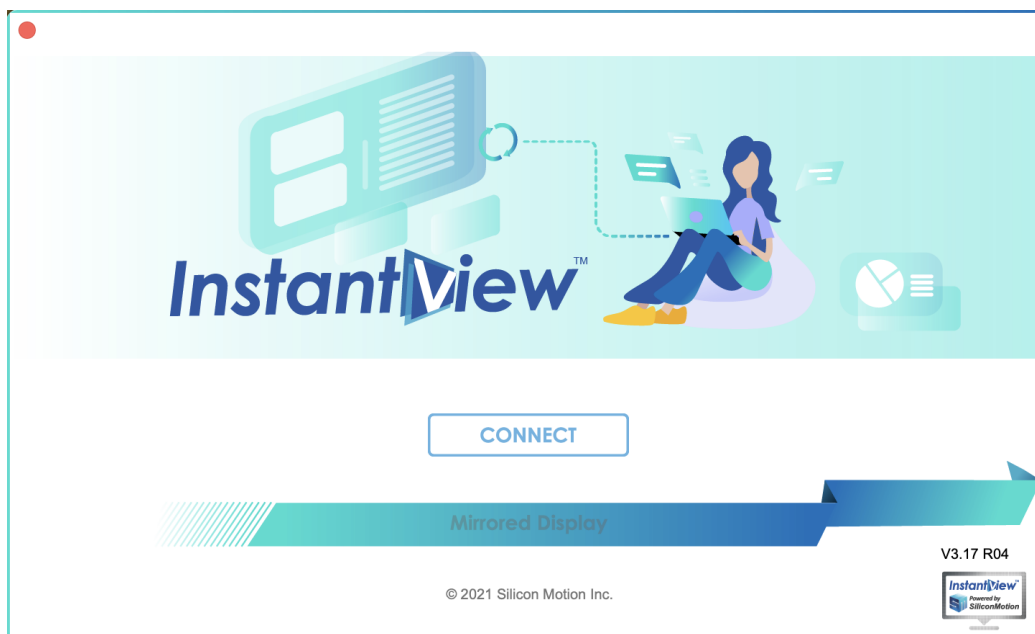 InstantView™
CONNECT
Mirrored Display
V3.17 R04
© 2021 Silicon Motion Inc.
InstantView™
Powered by
SiliconMotion